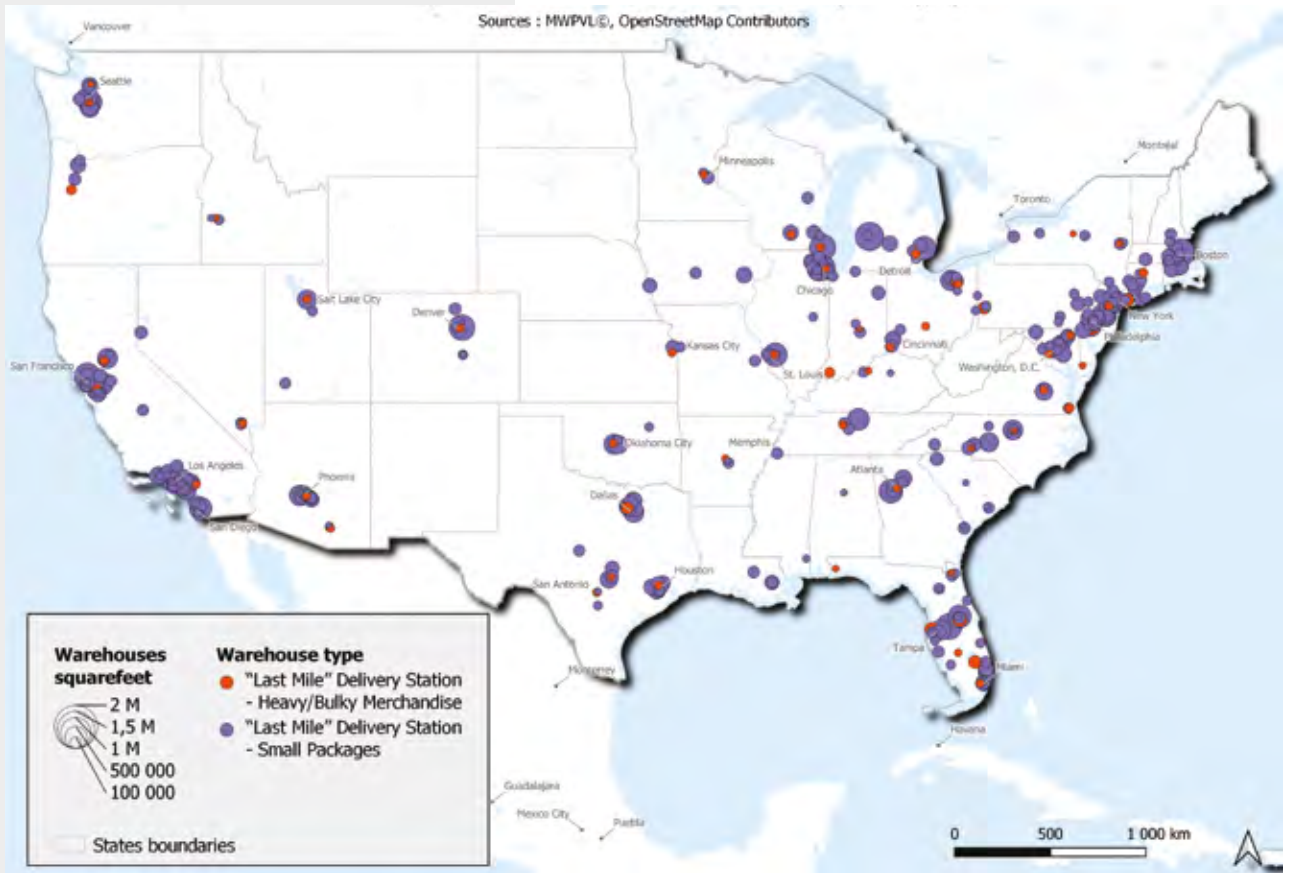 Sources : MWPVL©, OpenStreetMap Contributors
Vancouver
Seattle
Minneapolis
Montréal
Toronto
Boston
Detroit
Chicago
New York
Philadelphia
Salt Lake City
Denver
Kansas City
Cincinnati
Washington, D.C.
St. Louis
San Francisco
Oklahoma City
Memphis
Los Angeles
Phoenix
Atlanta
Dallas
San Diego
San Antonio
Houston
Tampa
Miami
Monterrey
Havana
Guadalajara
Mexico City
Puebla
Warehouses
squarefeet
2 M
1,5 M
1 M
500 000
100 000
Warehouse type
"Last Mile" Delivery Station
- Heavy/Bulky Merchandise
"Last Mile" Delivery Station
- Small Packages
States boundaries
0 500 1 000 km